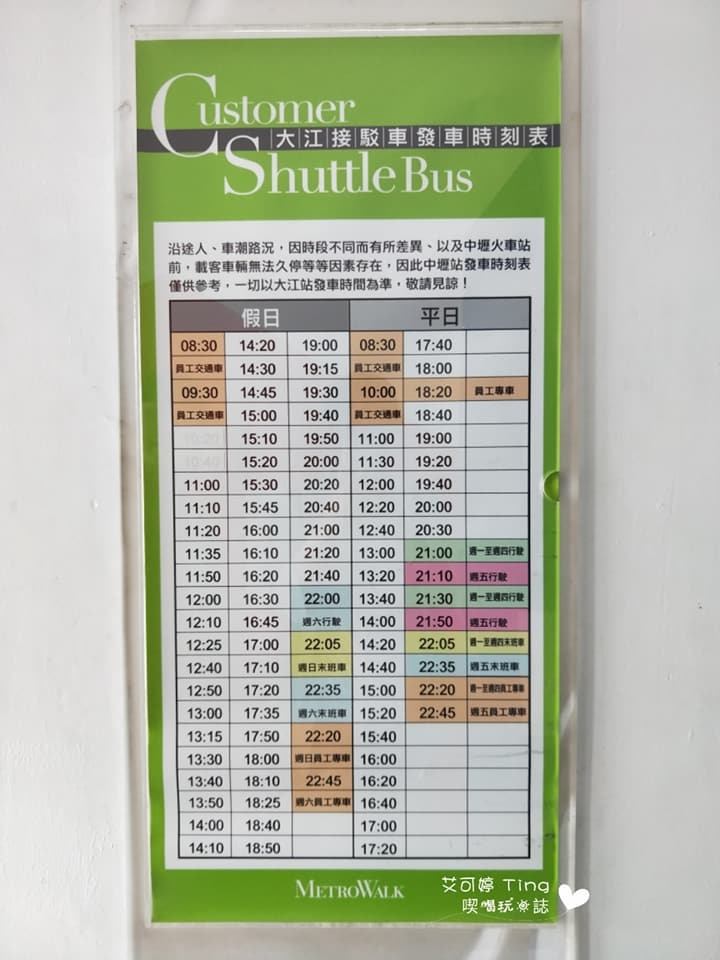 Customer
大江接駁車發車時刻表
Shuttle Bus
沿途人、車潮路況，因時段不同而有所差異、以及中壢火車站
前，載客車輛無法久停等等因素存在，因此中壢站發車時刻表
僅供參考，一切以大江站發車時間為準，敬請見諒！
假日 平日
08:30 14:20 19:00 08:30 17:40
員工交通車 14:30 19:15 員工交通車 18:00
09:30 14:45 19:30 10:00 18:20 員工專車
員工交通車 15:00 19:40 員工交通車 18:40
10:20 15:10 19:50 11:00 19:00
10:40 15:20 20:00 11:30 19:20
11:00 15:30 20:20 12:00 19:40
11:10 15:45 20:40 12:20 20:00
11:20 16:00 21:00 12:40 20:30
11:35 16:10 21:20 13:00 21:00 週一至週四行駛
11:50 16:20 21:40 13:20 21:10 週五行駛
12:00 16:30 22:00 13:40 21:30 週一至週四行駛
12:10 16:45 週六行駛 14:00 21:50 週五行駛
12:25 17:00 22:05 14:20 22:05 週一至週四末班車
12:40 17:10 週日末班車 14:40 22:35 週五末班車
12:50 17:20 22:35 15:00 22:20 週一至週四員工專車
13:00 17:35 週六末班車 15:20 22:45 週五員工專車
13:15 17:50 22:20 15:40
13:30 18:00 週日員工專車 16:00
13:40 18:10 22:45 16:20
13:50 18:25 週六員工專車 16:40
14:00 18:40 17:00
14:10 18:50 17:20
METROWALK
艾可婷 Ting
喫喝玩樂誌